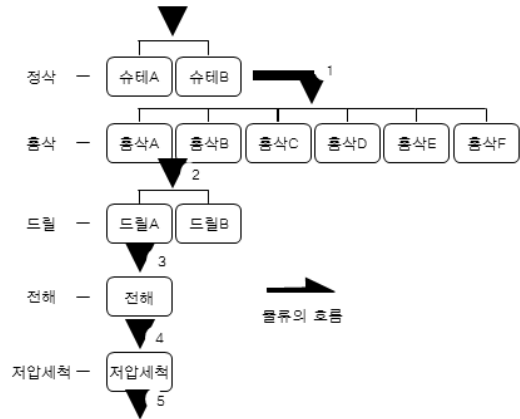 정삭 — 슈테A 슈테B 1
홈삭 — 홈삭A 홈삭B 홈삭C 홈삭D 홈삭E 홈삭F
2
드릴 — 드릴A 드릴B
3
전해 — 전해
물류의 흐름
4
저압세척 — 저압세척
5